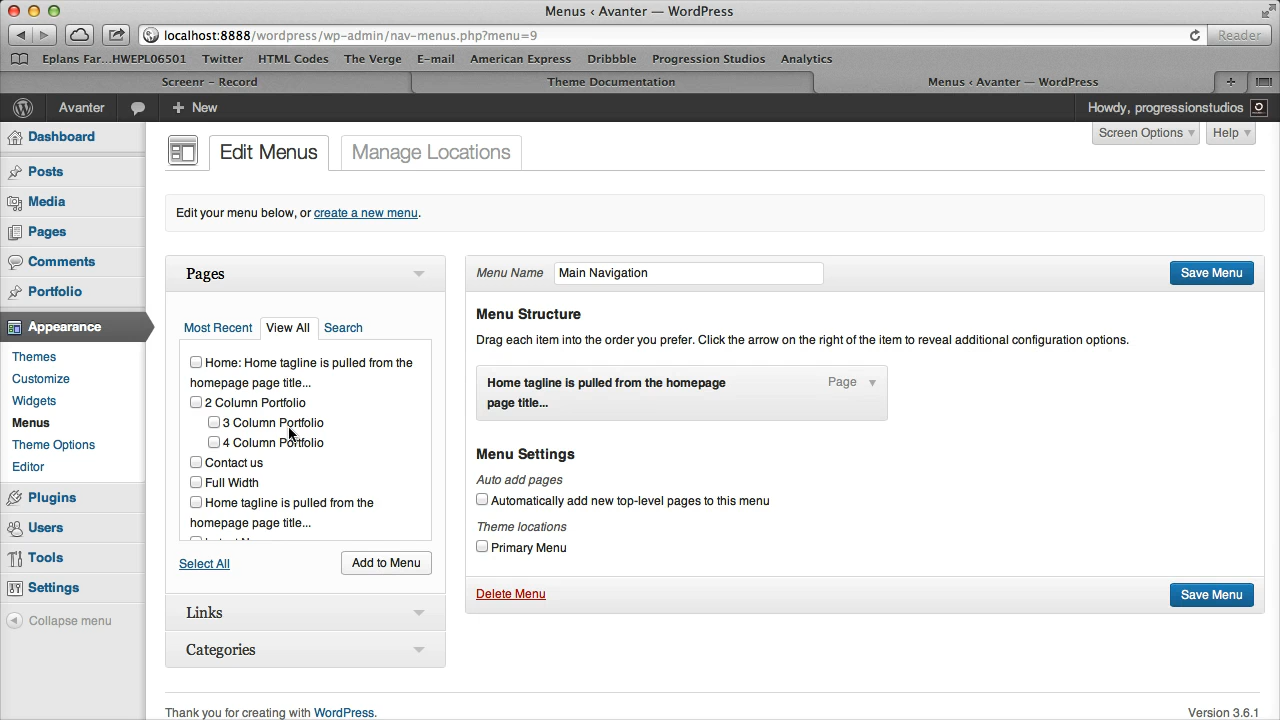 Menus ‹ Avanter — WordPress
localhost:8888/wordpress/wp-admin/nav-menus.php?menu=9
Reader
Eplans Far...HWEPL06501 Twitter HTML Codes The Verge E-mail American Express Dribbble Progression Studios Analytics
Screenr – Record Theme Documentation Menus ‹ Avanter — WordPress
Avanter + New Howdy, progressionstudios
Screen Options Help
Dashboard
Posts
Media
Pages
Comments
Portfolio
Appearance
Themes
Customize
Widgets
Menus
Theme Options
Editor
Plugins
Users
Tools
Settings
Collapse menu
Edit Menus Manage Locations
Edit your menu below, or create a new menu.
Pages
Most Recent View All Search
Home: Home tagline is pulled from the
homepage page title...
2 Column Portfolio
3 Column Portfolio
4 Column Portfolio
Contact us
Full Width
Home tagline is pulled from the
homepage page title...
Select All Add to Menu
Links
Categories
Menu Name Main Navigation Save Menu
Menu Structure
Drag each item into the order you prefer. Click the arrow on the right of the item to reveal additional configuration options.
Home tagline is pulled from the homepage Page
page title...
Menu Settings
Auto add pages
Automatically add new top-level pages to this menu
Theme locations
Primary Menu
Delete Menu Save Menu
Thank you for creating with WordPress. Version 3.6.1